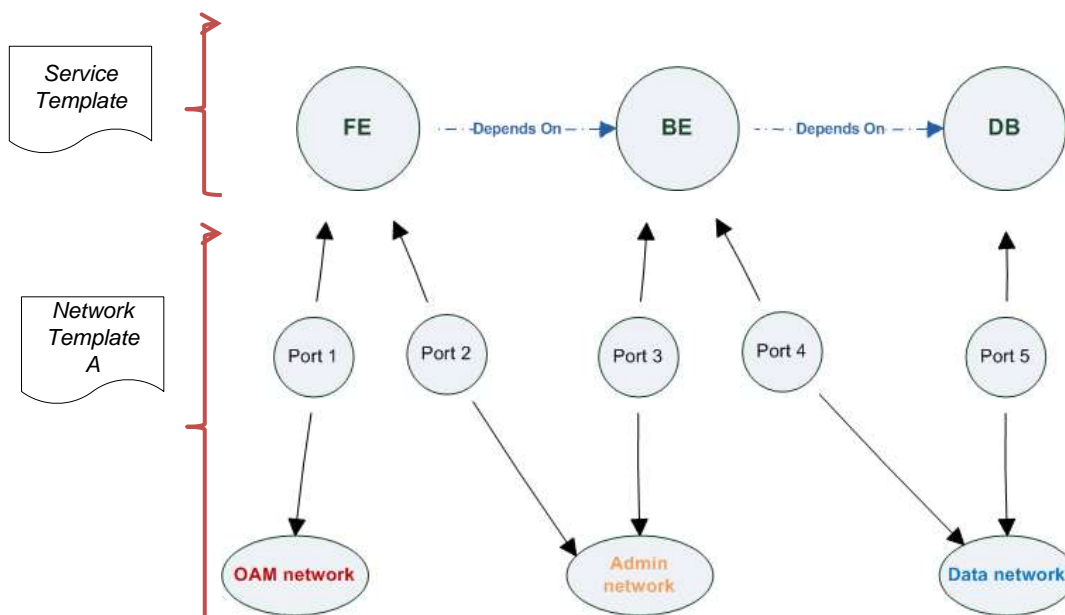 Service
Template
FE
Depends On
BE
Depends On
DB
Network
Template
A
Port 1
Port 2
Port 3
Port 4
Port 5
OAM network
Admin
network
Data network